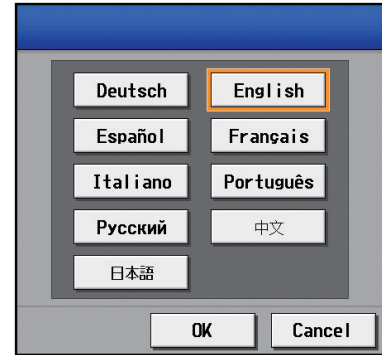 Deutsch English
Español Français
Italiano Português
Русский 中文
日本語
OK Cancel